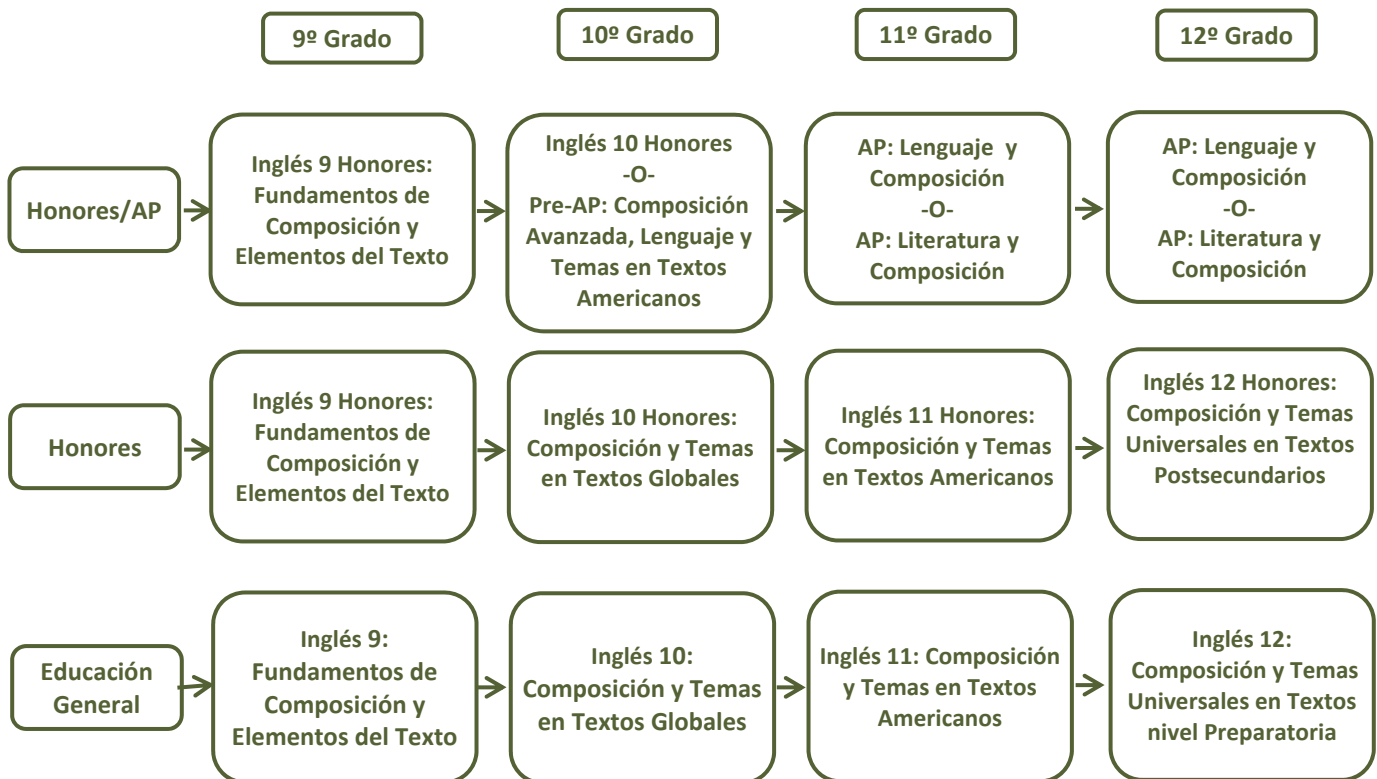 9º Grado
10º Grado
11º Grado
12º Grado
Honores/AP
Inglés 9 Honores:
Fundamentos de
Composición y
Elementos del Texto
Inglés 10 Honores
-O-
Pre-AP: Composición
Avanzada, Lenguaje y
Temas en Textos
Americanos
AP: Lenguaje y
Composición
-O-
AP: Literatura y
Composición
AP: Lenguaje y
Composición
-O-
AP: Literatura y
Composición
Honores
Inglés 9 Honores:
Fundamentos de
Composición y
Elementos del Texto
Inglés 10 Honores:
Composición y Temas
en Textos Globales
Inglés 11 Honores:
Composición y Temas
en Textos Americanos
Inglés 12 Honores:
Composición y Temas
Universales en Textos
Postsecundarios
Educación
General
Inglés 9:
Fundamentos de
Composición y
Elementos del Texto
Inglés 10:
Composición y Temas
en Textos Globales
Inglés 11: Composición
y Temas en Textos
Americanos
Inglés 12:
Composición y Temas
Universales en Textos
nivel Preparatoria